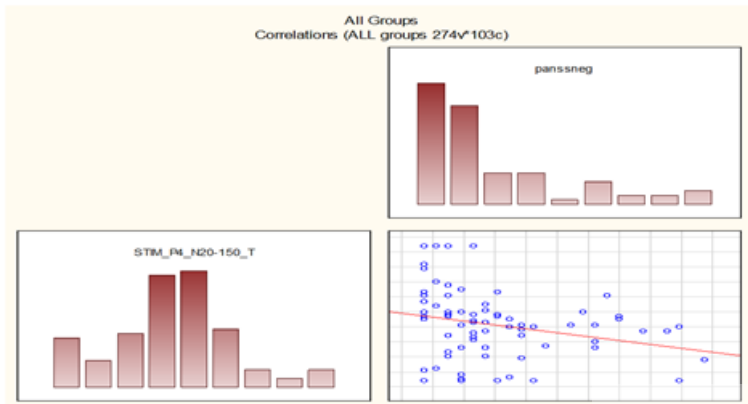 All Groups
Correlations (ALL groups 274v*103c)
panssneg
STIM_P4_N20-150_T